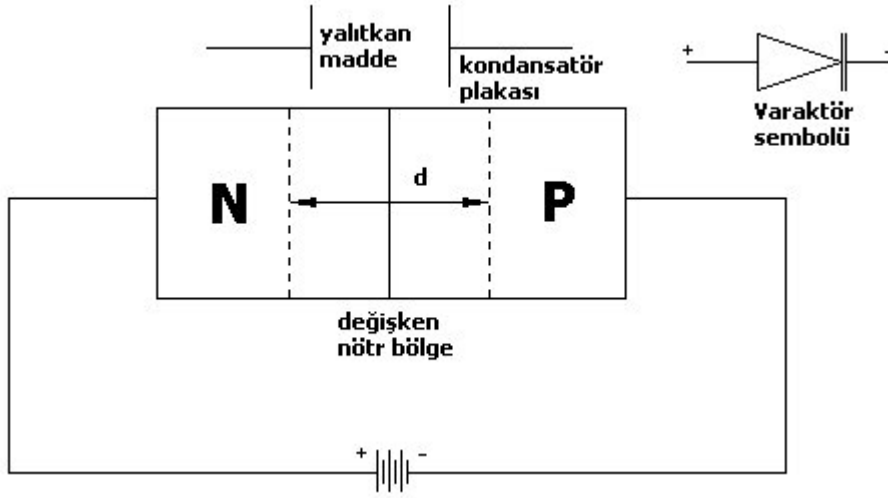 yalıtkan
madde
kondansatör
plakası
+ -
Varaktör
sembolü
N d P
değişken
nötr bölge
+ -